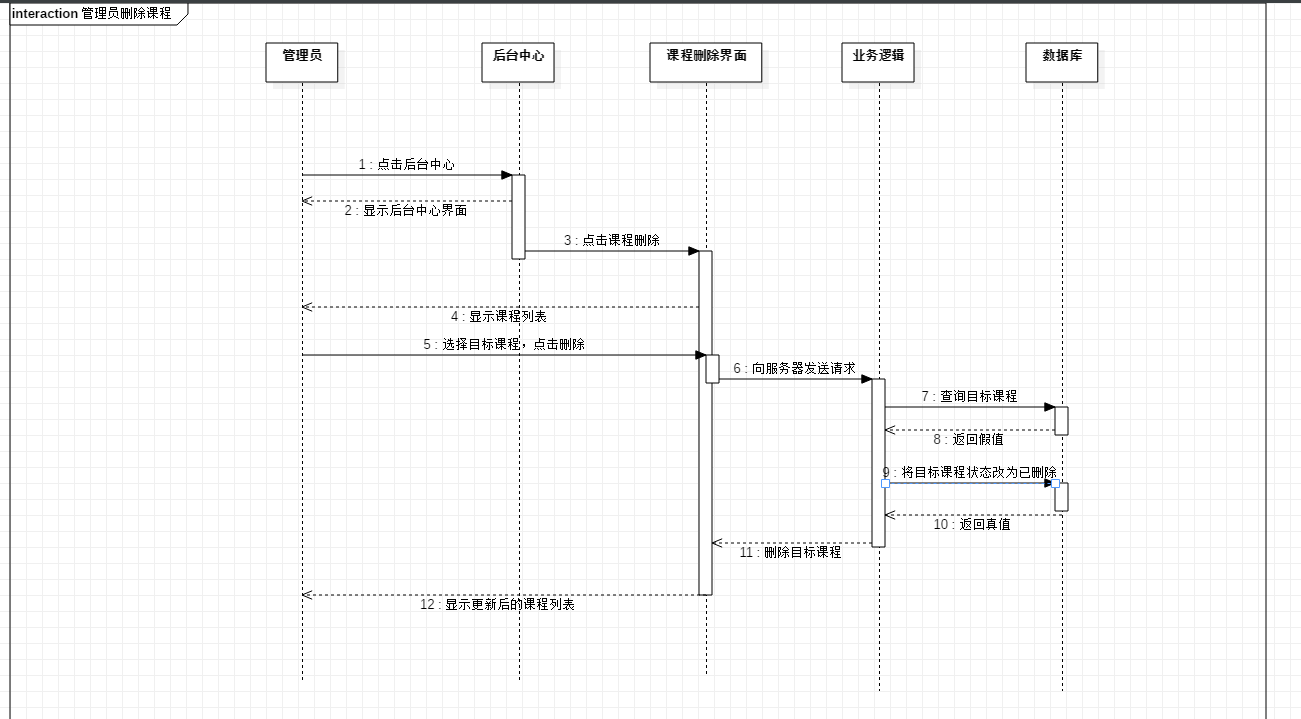 interaction 管理员删除课程
管理员
后台中心
课程删除界面
业务逻辑
数据库
1 : 点击后台中心
2 : 显示后台中心界面
3 : 点击课程删除
4 : 显示课程列表
5 : 选择目标课程，点击删除
6 : 向服务器发送请求
7 : 查询目标课程
8 : 返回假值
9 : 将目标课程状态改为已删除
10 : 返回真值
11 : 删除目标课程
12 : 显示更新后的课程列表